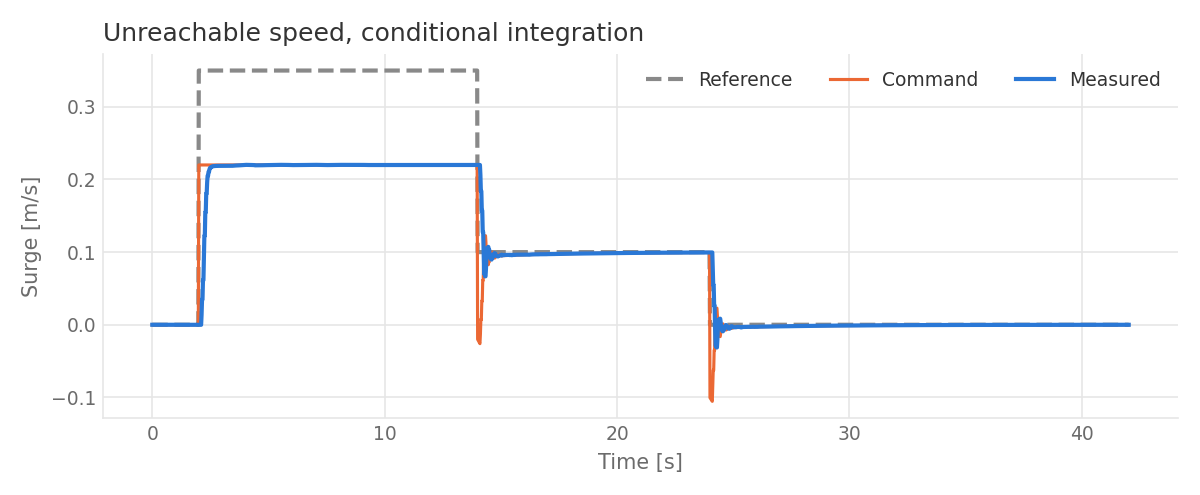 Unreachable speed, conditional integration
Reference Command Measured
Surge [m/s]
0.3
0.2
0.1
0.0
−0.1
0 10 20 30 40
Time [s]